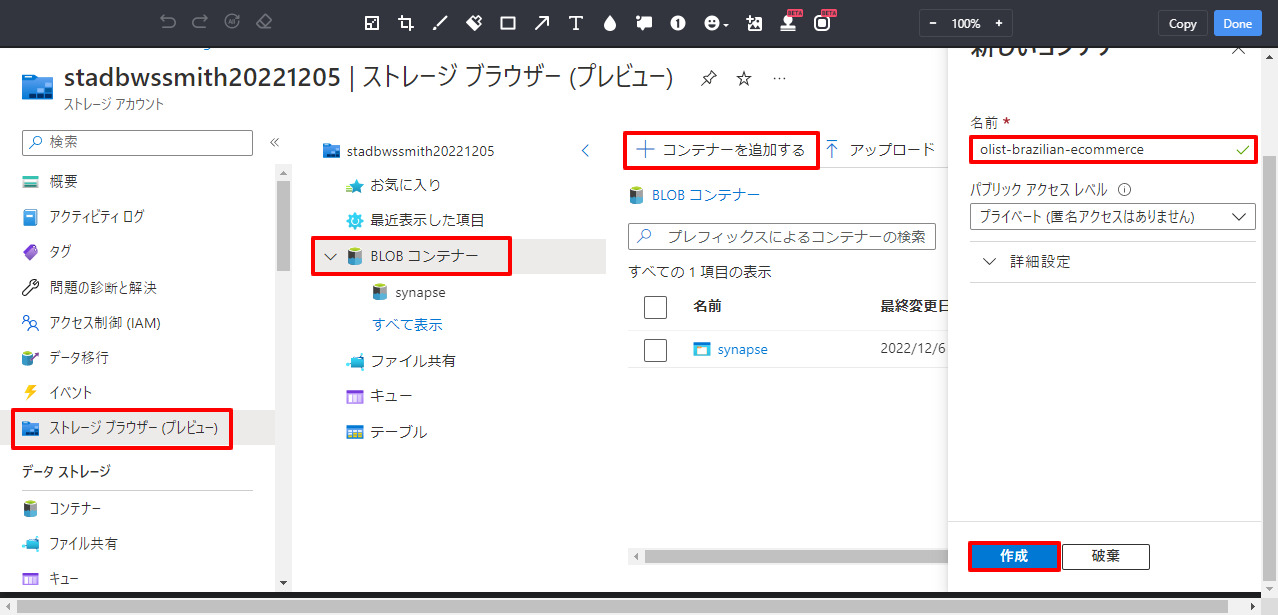 BETA
BETA
100%
Copy
Done
stadbwssmith20221205 | ストレージ ブラウザー (プレビュー)
ストレージ アカウント
検索
概要
アクティビティ ログ
タグ
問題の診断と解決
アクセス制御 (IAM)
データ移行
イベント
ストレージ ブラウザー (プレビュー)
データ ストレージ
コンテナー
ファイル共有
キュー
stadbwssmith20221205
お気に入り
最近表示した項目
BLOB コンテナー
synapse
すべて表示
ファイル共有
キュー
テーブル
コンテナーを追加する
アップロード
BLOB コンテナー
プレフィックスによるコンテナーの検索
すべての 1 項目の表示
名前 最終変更日
synapse 2022/12/6
新しいコンテナー
名前 *
olist-brazilian-ecommerce
パブリック アクセス レベル
プライベート (匿名アクセスはありません)
詳細設定
作成
破棄